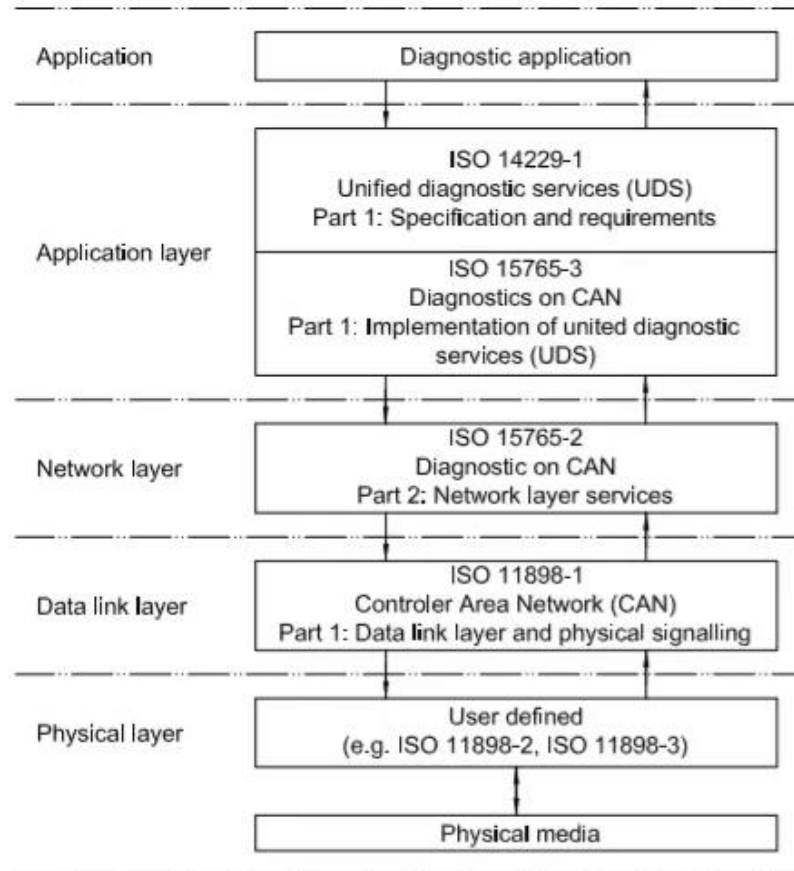 Application
Diagnostic application
Application layer
ISO 14229-1
Unified diagnostic services (UDS)
Part 1: Specification and requirements
ISO 15765-3
Diagnostics on CAN
Part 1: Implementation of united diagnostic
services (UDS)
Network layer
ISO 15765-2
Diagnostic on CAN
Part 2: Network layer services
Data link layer
ISO 11898-1
Controler Area Network (CAN)
Part 1: Data link layer and physical signalling
Physical layer
User defined
(e.g. ISO 11898-2, ISO 11898-3)
Physical media